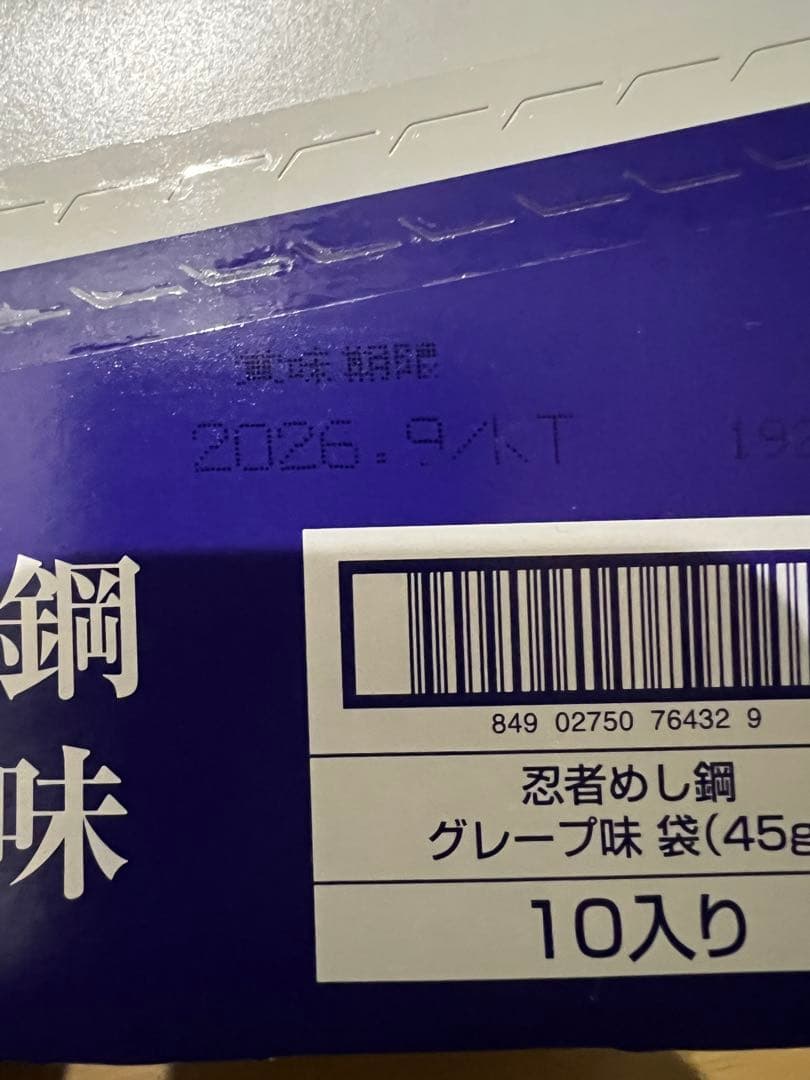 賞味期限
2026.9/KT
192
鋼
味
849 02750 76432 9
忍者めし鋼
グレープ味 袋(45g
10入り